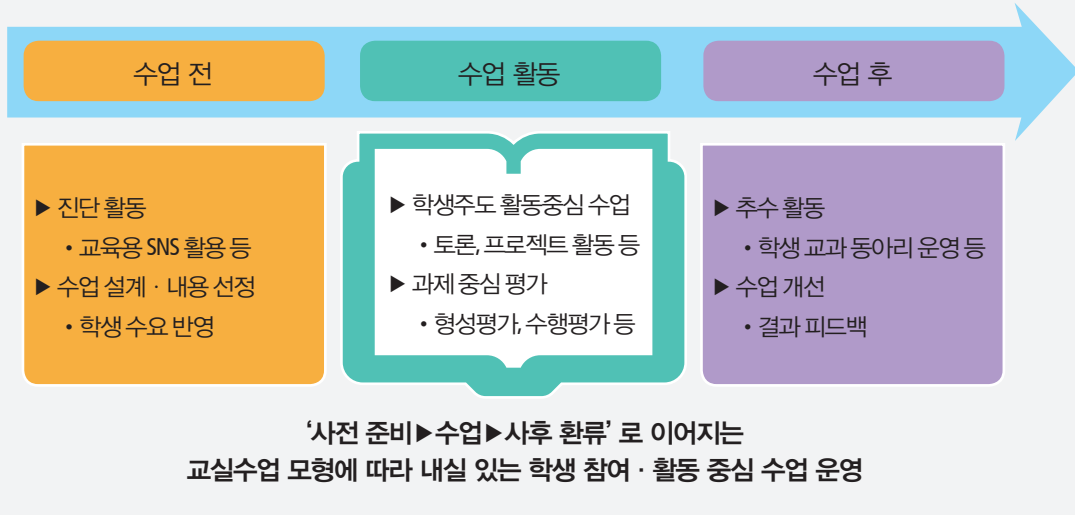 수업 전
수업 활동
수업 후
▶ 진단 활동
• 교육용 SNS 활용 등
▶ 수업 설계 · 내용 선정
• 학생 수요 반영
▶ 학생주도 활동중심 수업
• 토론, 프로젝트 활동 등
▶ 과제 중심 평가
• 형성평가, 수행평가 등
▶ 추수 활동
• 학생 교과 동아리 운영 등
▶ 수업 개선
• 결과 피드백
‘사전 준비▶수업▶사후 환류’ 로 이어지는
교실수업 모형에 따라 내실 있는 학생 참여 · 활동 중심 수업 운영